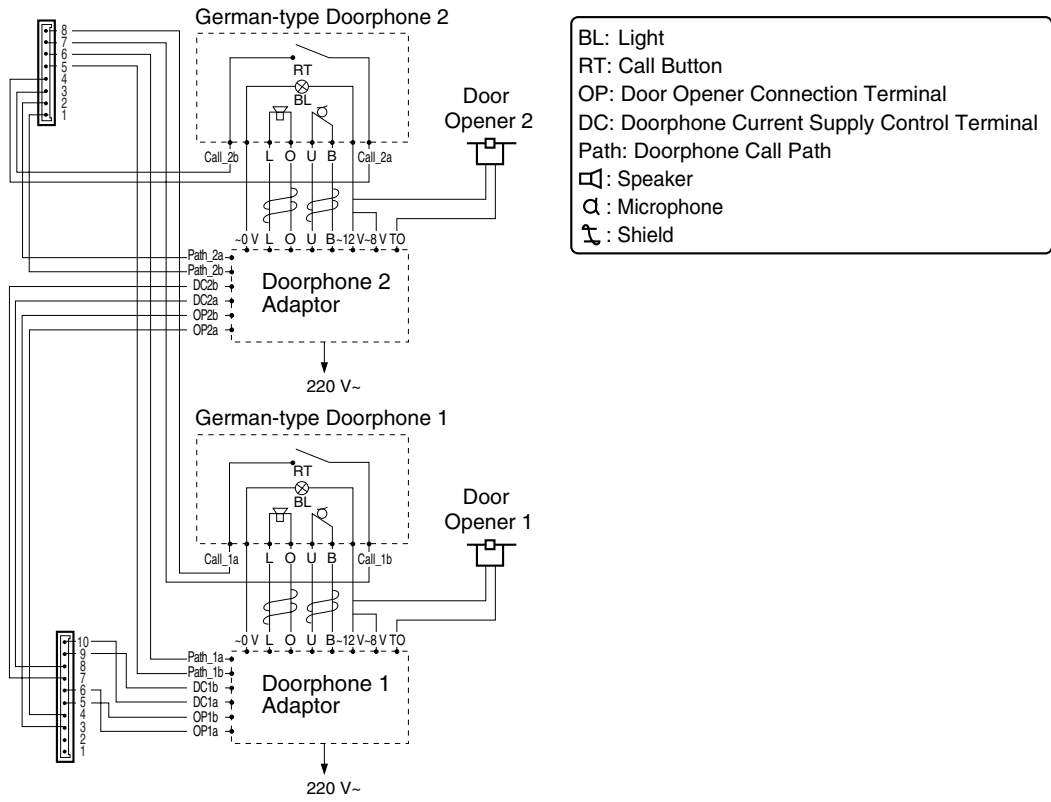 German-type Doorphone 2
8
7
6
5
4
3
2
1
RT
BL
Call_2b L O U B Call_2a
Door
Opener 2
~0 V L O U B ~12 V ~8 V TO
Path_2a
Path_2b
DC2b
DC2a
OP2b
OP2a
Doorphone 2
Adaptor
220 V~
German-type Doorphone 1
RT
BL
Call_1a L O U B Call_1b
Door
Opener 1
~0 V L O U B ~12 V ~8 V TO
10
9
8
7
6
5
4
3
2
1
Path_1a
Path_1b
DC1b
DC1a
OP1b
OP1a
Doorphone 1
Adaptor
220 V~
BL: Light
RT: Call Button
OP: Door Opener Connection Terminal
DC: Doorphone Current Supply Control Terminal
Path: Doorphone Call Path
: Speaker
: Microphone
: Shield